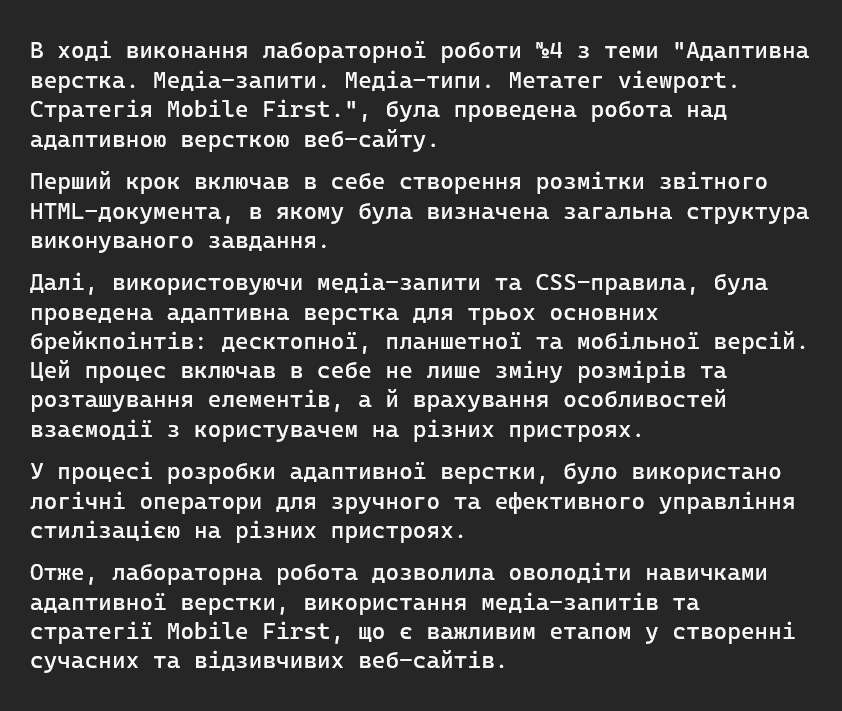 В ході виконання лабораторної роботи №4 з теми "Адаптивна
верстка. Медіа-запити. Медіа-типи. Метатег viewport.
Стратегія Mobile First.", була проведена робота над
адаптивною версткою веб-сайту.
Перший крок включав в себе створення розмітки звітного
HTML-документа, в якому була визначена загальна структура
виконуваного завдання.
Далі, використовуючи медіа-запити та CSS-правила, була
проведена адаптивна верстка для трьох основних
брейкпоінтів: десктопної, планшетної та мобільної версій.
Цей процес включав в себе не лише зміну розмірів та
розташування елементів, а й врахування особливостей
взаємодії з користувачем на різних пристроях.
У процесі розробки адаптивної верстки, було використано
логічні оператори для зручного та ефективного управління
стилізацією на різних пристроях.
Отже, лабораторна робота дозволила оволодіти навичками
адаптивної верстки, використання медіа-запитів та
стратегії Mobile First, що є важливим етапом у створенні
сучасних та відзивчивих веб-сайтів.